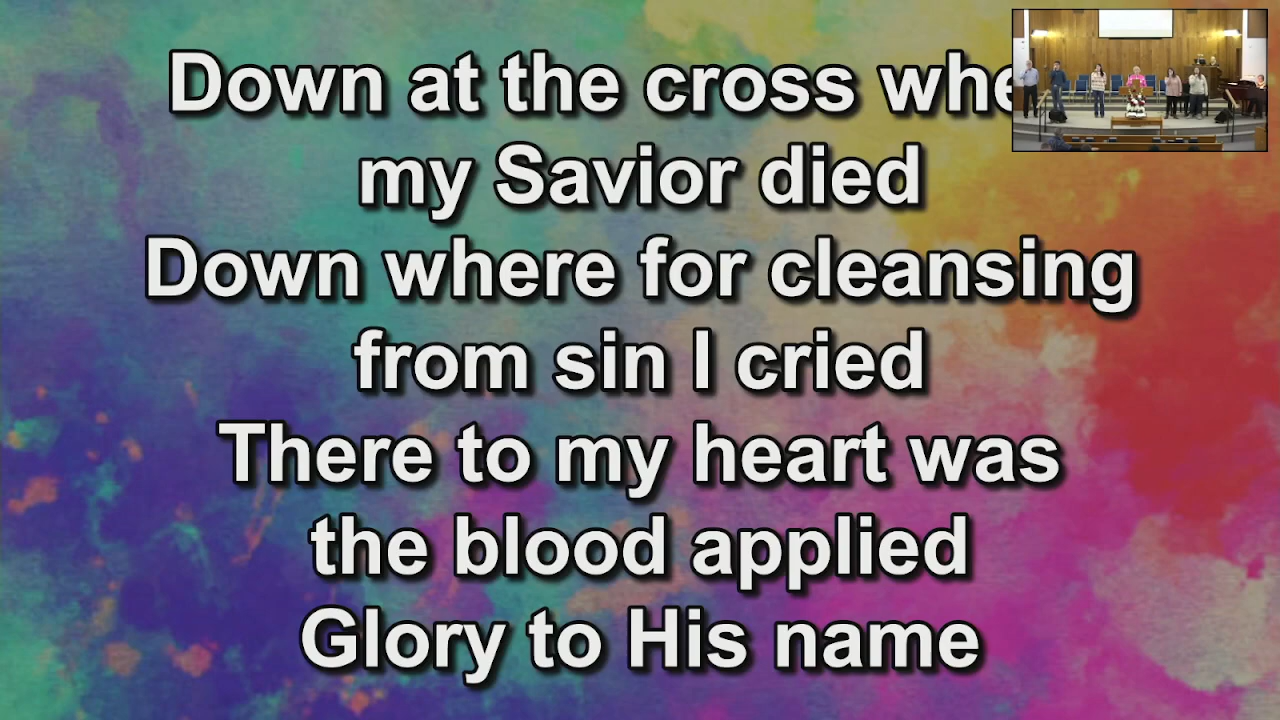 Down at the cross whe
my Savior died
Down where for cleansing
from sin I cried
There to my heart was
the blood applied
Glory to His name